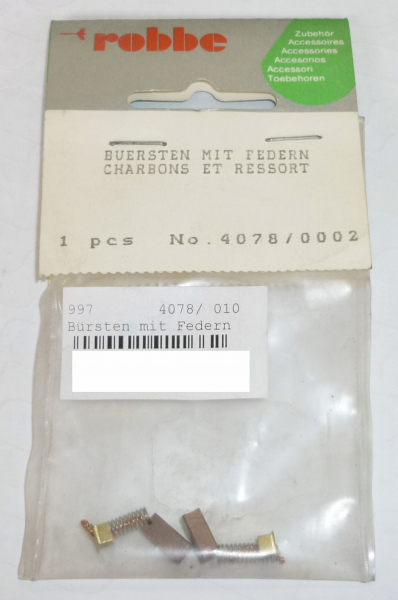 robbe
Zubehör
Accessoires
Accessories
Accesorios
Accessori
Toebehoren
BUERSTEN MIT FEDERN
CHARBONS ET RESSORT
1 pcs No. 4078/0002
997 4078/ 010
Bürsten mit Federn